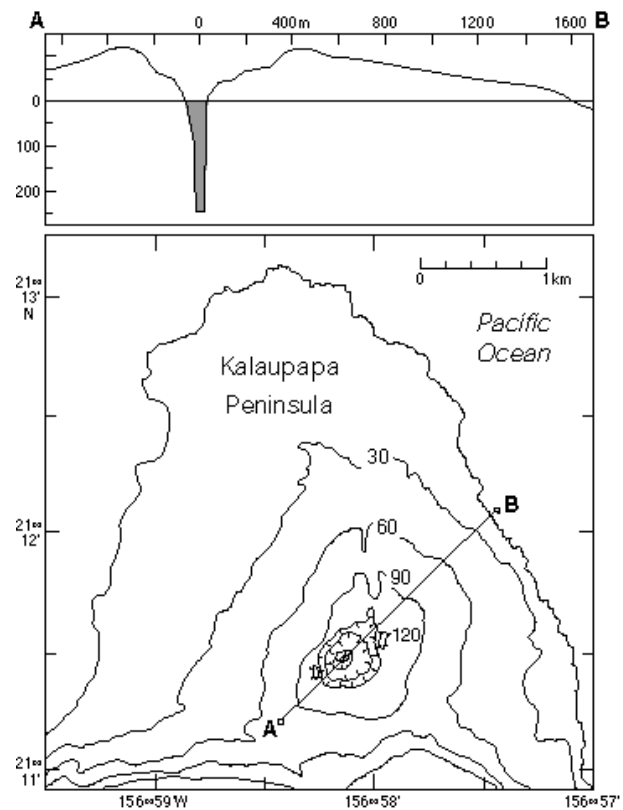 A 0 400m 800 1200 1600 B
0
100
200
0 1km
21∞
13'
N
Pacific
Ocean
Kalaupapa
Peninsula
30
B
21∞
12'
60
90
120
A
21∞
11'
156∞59'W 156∞58' 156∞57'